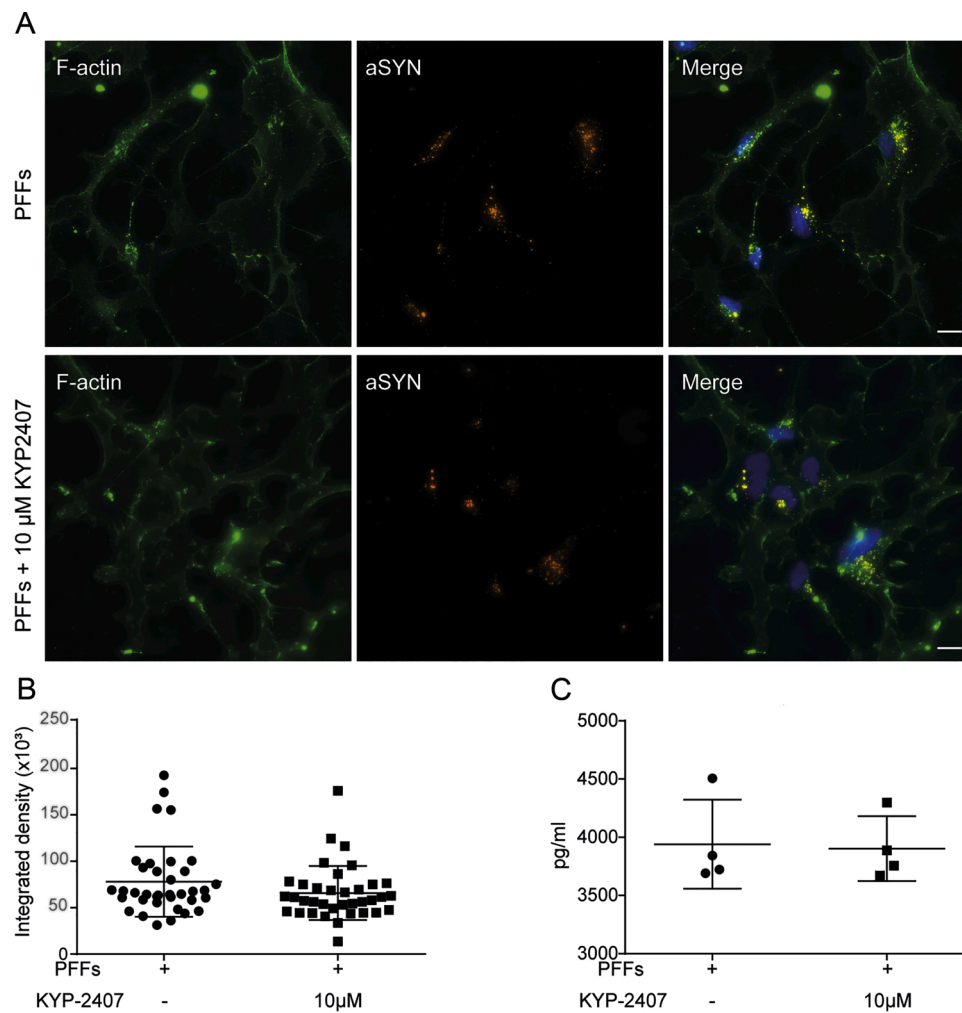 A
PFFs
F-actin
aSYN
Merge
PFFs + 10 µM KYP2407
F-actin
aSYN
Merge
B
Integrated density (x10³)
250
200
150
100
50
0
PFFs + +
KYP-2407 - 10µM
C
pg/ml
5000
4500
4000
3500
3000
PFFs + +
KYP-2407 - 10µM